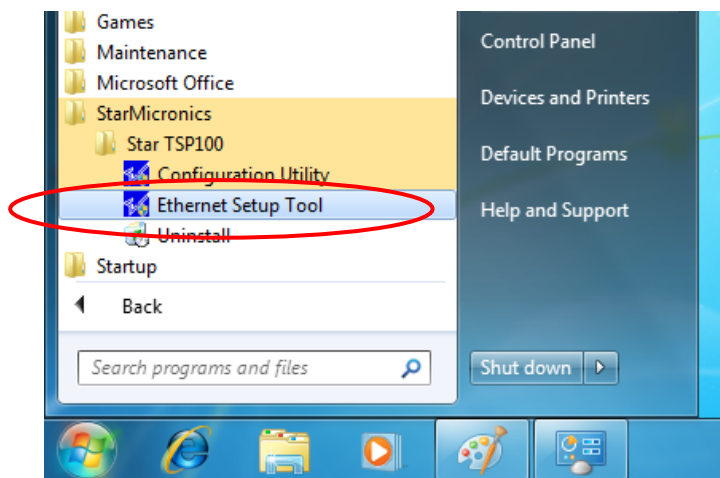 Games
Maintenance
Microsoft Office
StarMicronics
Star TSP100
Configuration Utility
Ethernet Setup Tool
Uninstall
Startup
Back
Search programs and files
Control Panel
Devices and Printers
Default Programs
Help and Support
Shut down